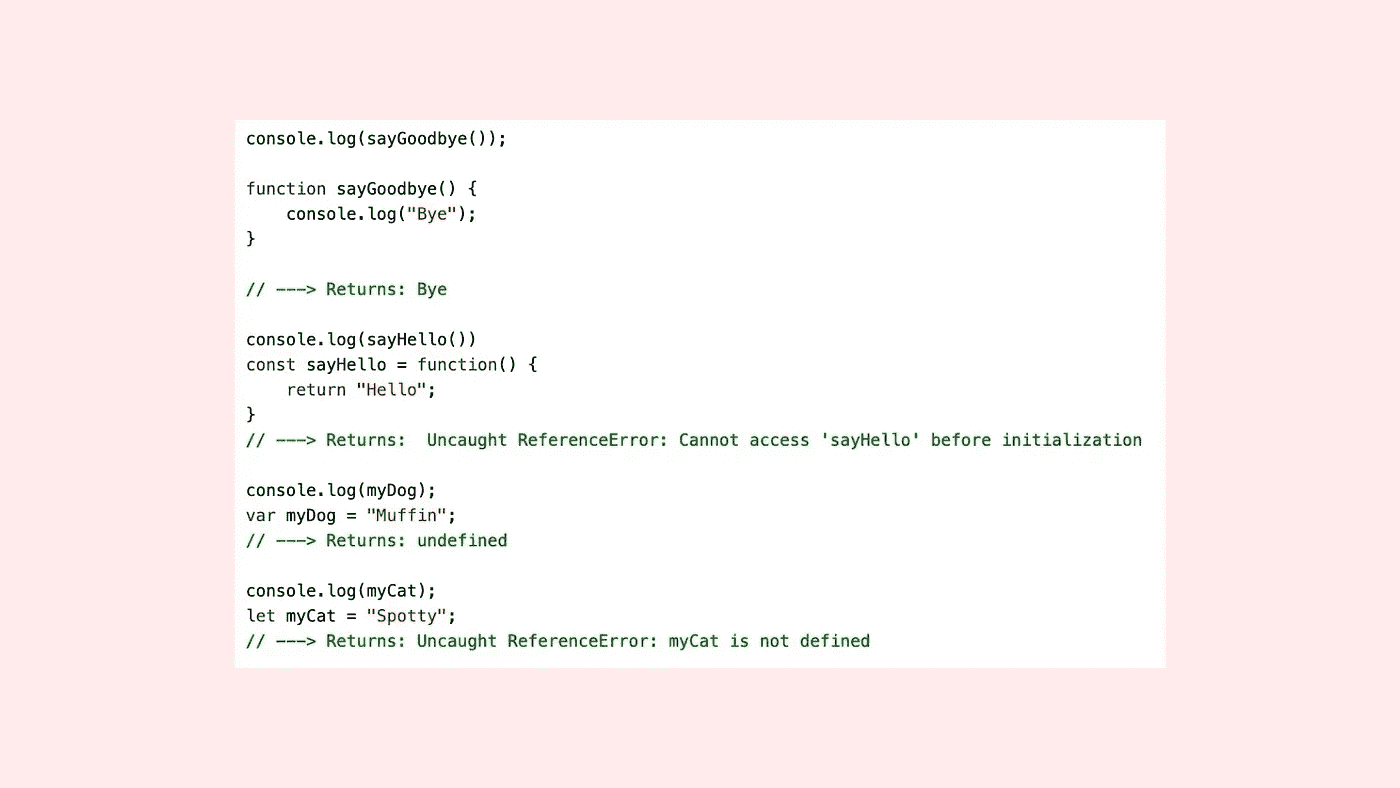 console.log(sayGoodbye());
function sayGoodbye() {
    console.log("Bye");
}
// ---> Returns: Bye
console.log(sayHello())
const sayHello = function() {
    return "Hello";
}
// ---> Returns:  Uncaught ReferenceError: Cannot access 'sayHello' before initialization
console.log(myDog);
var myDog = "Muffin";
// ---> Returns: undefined
console.log(myCat);
let myCat = "Spotty";
// ---> Returns: Uncaught ReferenceError: myCat is not defined